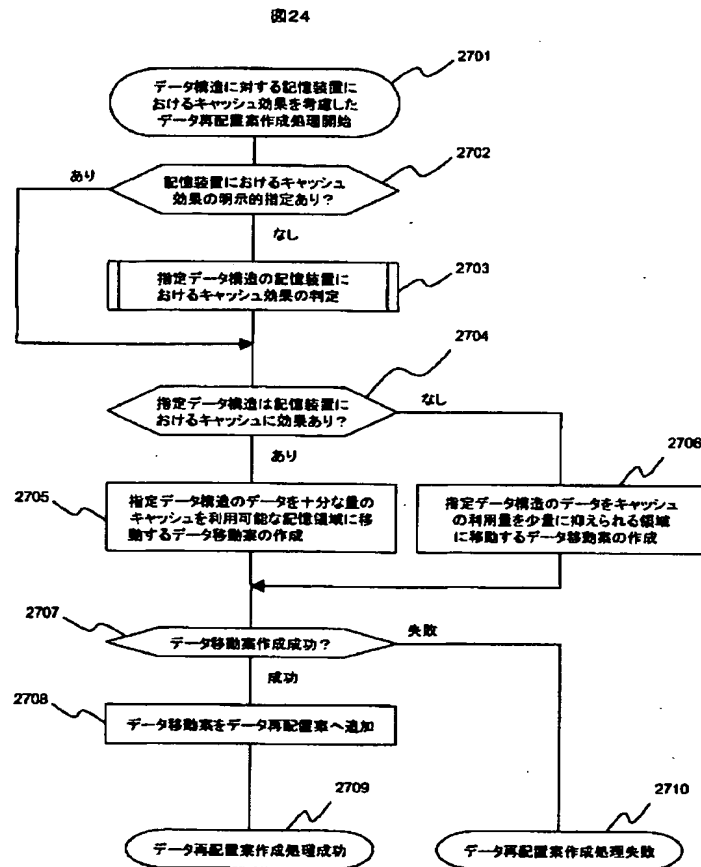 図24
2701
データ構造に対する記憶装置に
おけるキャッシュ効果を考慮した
データ再配置案作成処理開始
2702
あり
記憶装置におけるキャッシュ
効果の明示的指定あり？
なし
2703
指定データ構造の記憶装置に
おけるキャッシュ効果の判定
2704
指定データ構造は記憶装置に
おけるキャッシュに効果あり？
なし
あり
2705
指定データ構造のデータを十分な量の
キャッシュを利用可能な記憶領域に移
動するデータ移動案の作成
2706
指定データ構造のデータをキャッシュ
の利用量を少量に抑えられる領域
に移動するデータ移動案の作成
2707
データ移動案作成成功？
失敗
成功
2708
データ移動案をデータ再配置案へ追加
2709
データ再配置案作成処理成功
2710
データ再配置案作成処理失敗